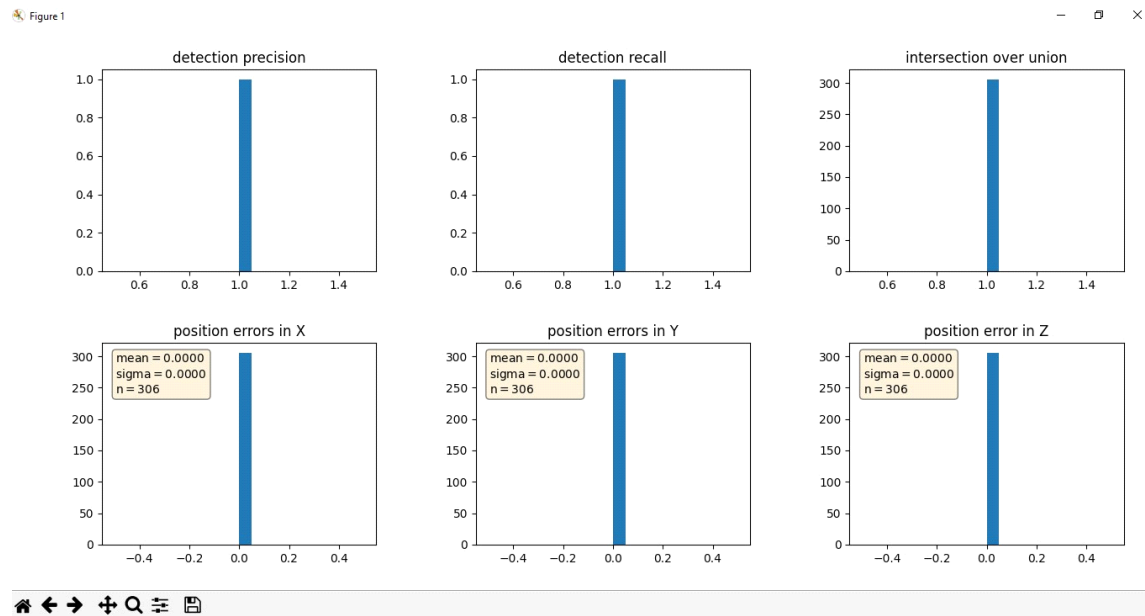 Figure 1
detection precision
1.0
0.8
0.6
0.4
0.2
0.0
0.6 0.8 1.0 1.2 1.4
detection recall
1.0
0.8
0.6
0.4
0.2
0.0
0.6 0.8 1.0 1.2 1.4
intersection over union
300
250
200
150
100
50
0
0.6 0.8 1.0 1.2 1.4
position errors in X
mean = 0.0000
sigma = 0.0000
n = 306
300
250
200
150
100
50
0
−0.4 −0.2 0.0 0.2 0.4
position errors in Y
mean = 0.0000
sigma = 0.0000
n = 306
300
250
200
150
100
50
0
−0.4 −0.2 0.0 0.2 0.4
position error in Z
mean = 0.0000
sigma = 0.0000
n = 306
300
250
200
150
100
50
0
−0.4 −0.2 0.0 0.2 0.4